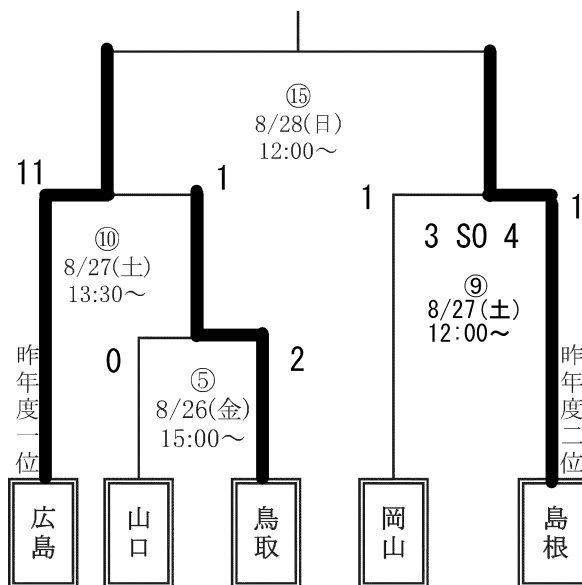 ⑮
8/28(日)
12:00～
11
1
1
1
⑩
8/27(土)
13:30～
3 SO 4
⑨
8/27(土)
12:00～
0
2
⑤
8/26(金)
15:00～
昨年度一位
昨年度二位
広島
山口
鳥取
岡山
島根